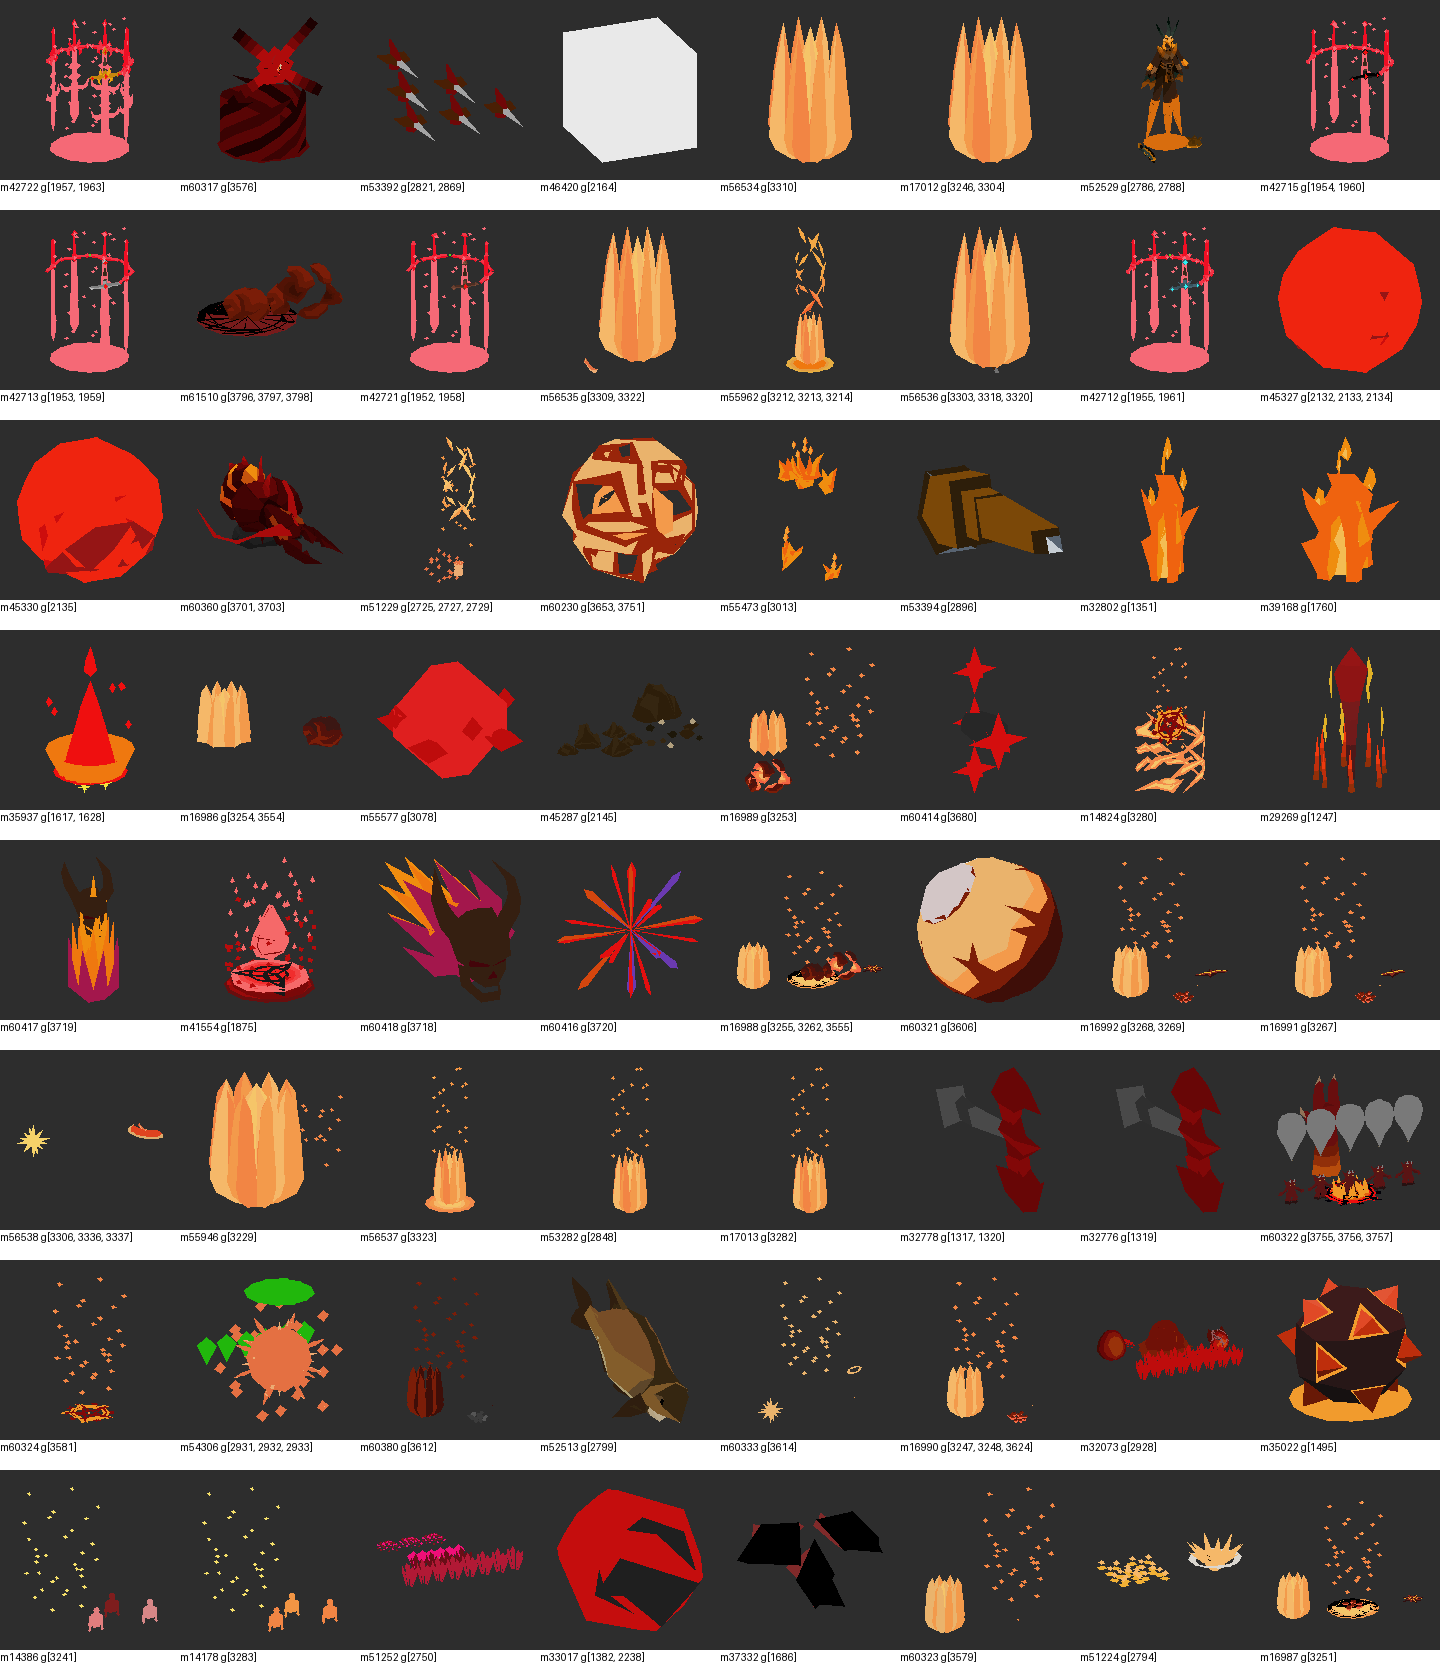 m42722 g[1957, 1963] m60317 g[3576] m53392 g[2821, 2869] m46420 g[2164] m56534 g[3310] m17012 g[3246, 3304] m52529 g[2786, 2788] m42715 g[1954, 1960]
m42713 g[1953, 1959] m61510 g[3796, 3797, 3798] m42721 g[1952, 1958] m56535 g[3309, 3322] m55962 g[3212, 3213, 3214] m56536 g[3303, 3318, 3320] m42712 g[1955, 1961] m45327 g[2132, 2133, 2134]
m45330 g[2135] m60360 g[3701, 3703] m51229 g[2725, 2727, 2729] m60230 g[3653, 3751] m55473 g[3013] m53394 g[2896] m32802 g[1351] m39168 g[1760]
m35937 g[1617, 1628] m16986 g[3254, 3554] m55577 g[3078] m45287 g[2145] m16989 g[3253] m60414 g[3680] m14824 g[3280] m29269 g[1247]
m60417 g[3719] m41554 g[1875] m60418 g[3718] m60416 g[3720] m16988 g[3255, 3262, 3555] m60321 g[3606] m16992 g[3268, 3269] m16991 g[3267]
m56538 g[3306, 3336, 3337] m55946 g[3229] m56537 g[3323] m53282 g[2848] m17013 g[3282] m32778 g[1317, 1320] m32776 g[1319] m60322 g[3755, 3756, 3757]
m60324 g[3581] m54306 g[2931, 2932, 2933] m60380 g[3612] m52513 g[2799] m60333 g[3614] m16990 g[3247, 3248, 3624] m32073 g[2928] m35022 g[1495]
m14386 g[3241] m14178 g[3283] m51252 g[2750] m33017 g[1382, 2238] m37332 g[1686] m60323 g[3579] m51224 g[2794] m16987 g[3251]